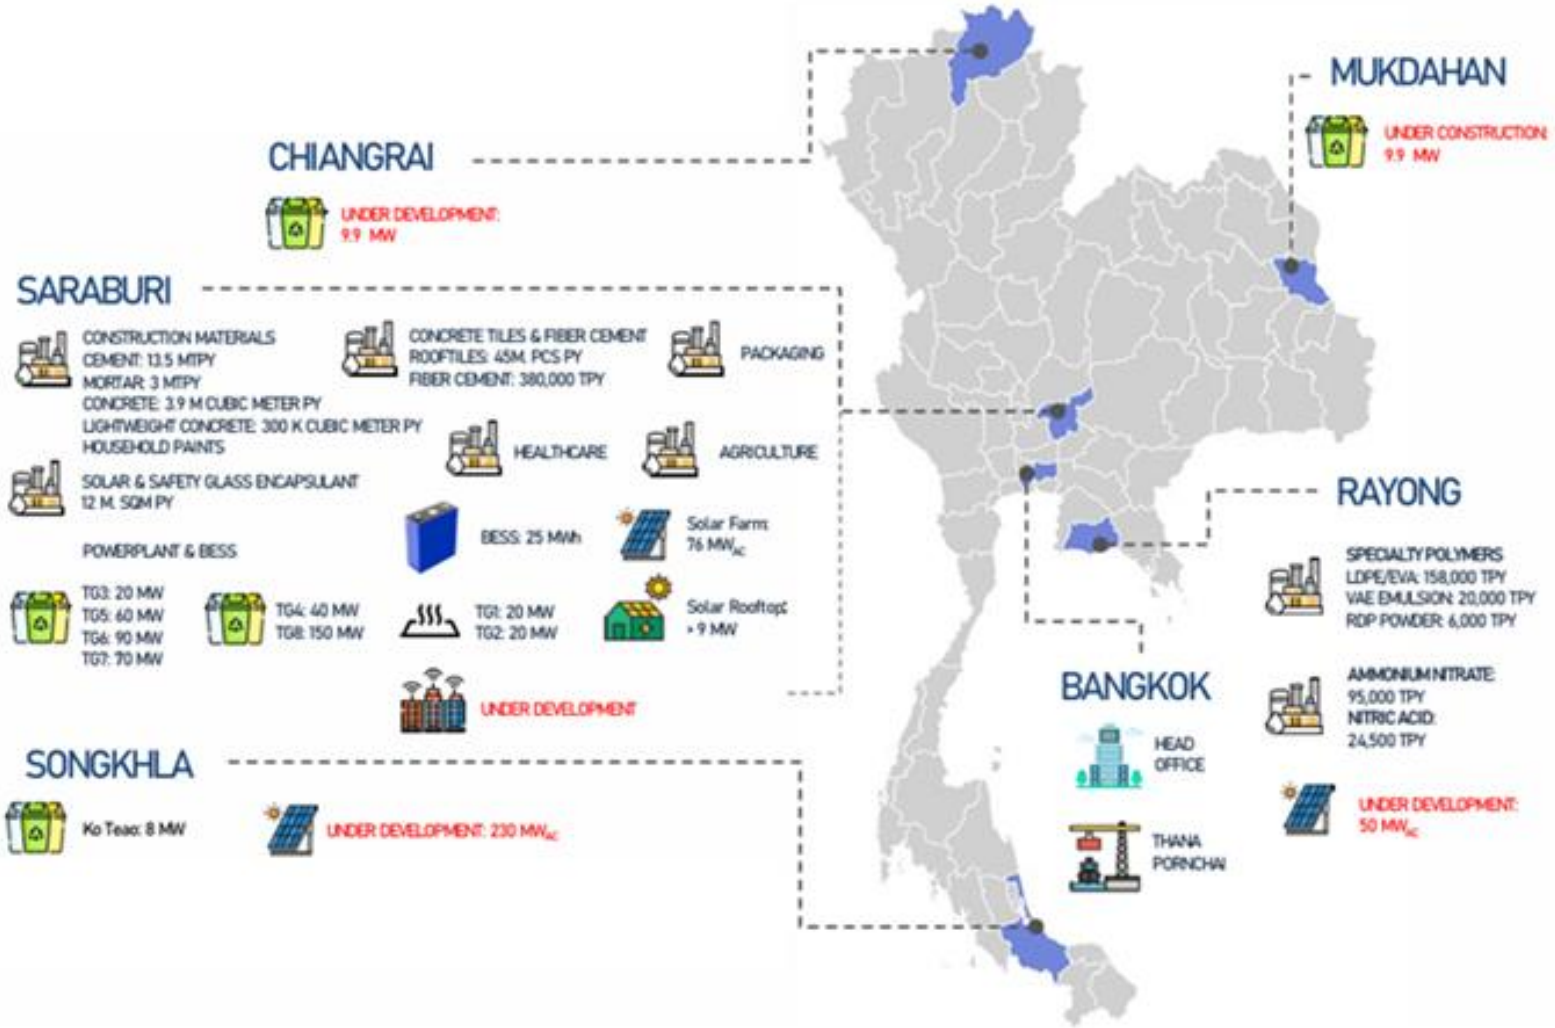 CHIANGRAI
UNDER DEVELOPMENT:
9.9 MW
MUKDAHAN
UNDER CONSTRUCTION:
9.9 MW
SARABURI
CONSTRUCTION MATERIALS
CEMENT: 13.5 MTPY
MORTAR: 3 MTPY
CONCRETE: 3.9 M CUBIC METER PY
LIGHTWEIGHT CONCRETE: 300 K CUBIC METER PY
HOUSEHOLD PAINTS
CONCRETE TILES & FIBER CEMENT
ROOFTILES: 45M. PCS PY
FIBER CEMENT: 380,000 TPY
PACKAGING
HEALTHCARE
AGRICULTURE
SOLAR & SAFETY GLASS ENCAPSULANT
12 M. SQM PY
POWERPLANT & BESS
BESS: 25 MWh
Solar Farm:
76 MWAC
TG3: 20 MW
TG5: 60 MW
TG6: 90 MW
TG7: 70 MW
TG4: 40 MW
TG8: 150 MW
TG1: 20 MW
TG2: 20 MW
Solar Rooftop:
> 9 MW
UNDER DEVELOPMENT
SONGKHLA
Ko Teao: 8 MW
UNDER DEVELOPMENT: 230 MWAC
BANGKOK
HEAD
OFFICE
THANA
PORNCHAI
RAYONG
SPECIALTY POLYMERS
LDPE/EVA: 158,000 TPY
VAE EMULSION: 20,000 TPY
RDP POWDER: 6,000 TPY
AMMONIUM NITRATE:
95,000 TPY
NITRIC ACID:
24,500 TPY
UNDER DEVELOPMENT:
50 MWAC